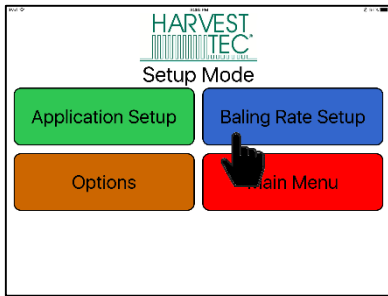 HARVEST
TEC
Setup Mode
Application Setup
Baling Rate Setup
Options
Main Menu